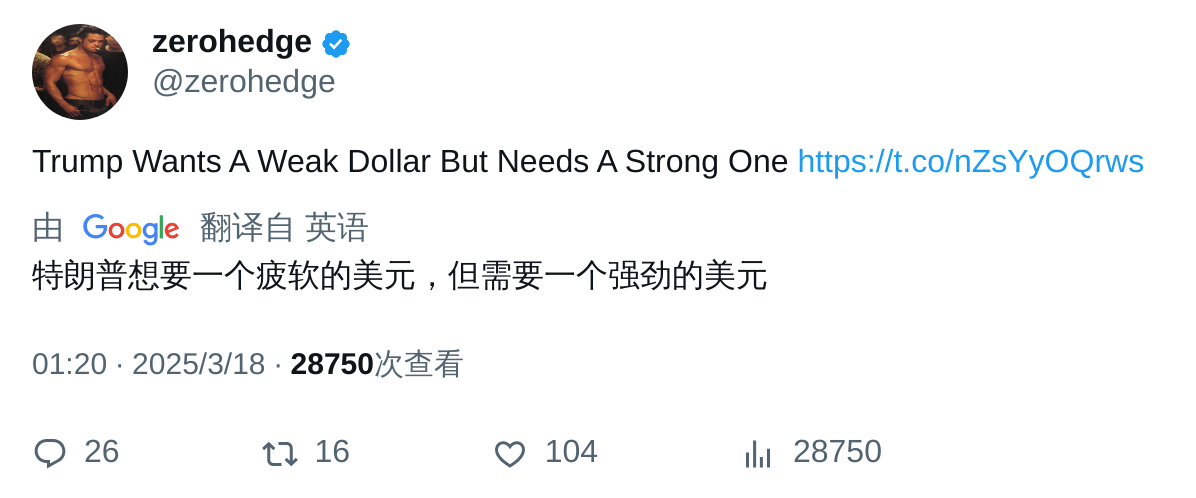 zerohedge
@zerohedge
Trump Wants A Weak Dollar But Needs A Strong One https://t.co/nZsYyOQrws
由 Google 翻译自 英语
特朗普想要一个疲软的美元，但需要一个强劲的美元
01:20 · 2025/3/18 · 28750次查看
26 16 104 28750